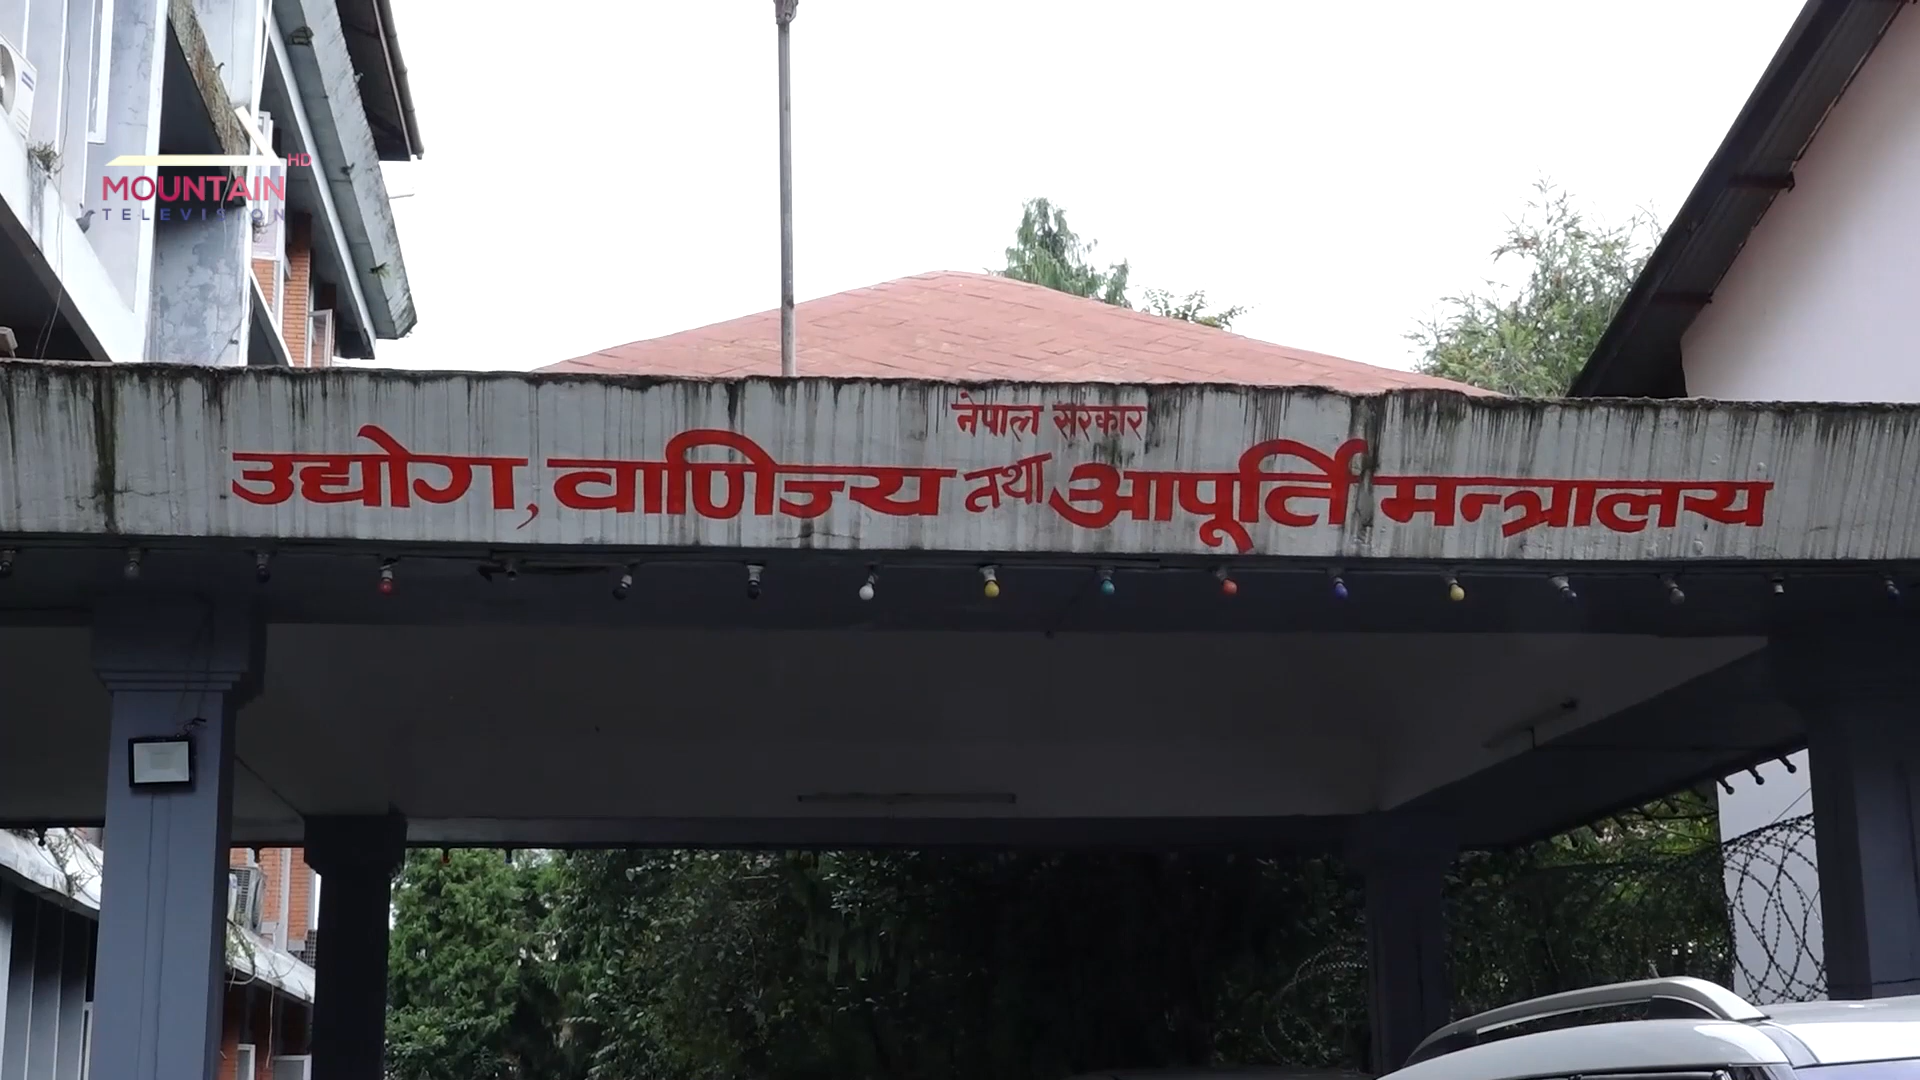 MOUNTAIN HD
TELEVISION
नेपाल सरकार
उद्योग, वाणिज्य तथा आपूर्ति मन्त्रालय